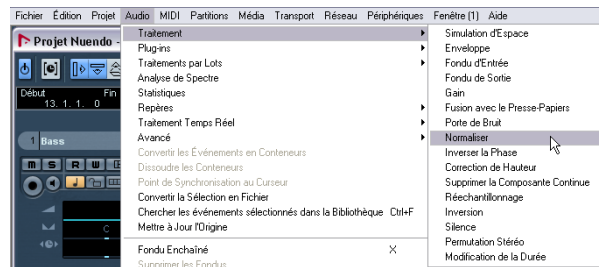 Fichier Édition Projet Audio MIDI Partitions Média Transport Réseau Périphériques Fenêtre (1) Aide
Projet Nuendo -
Début Fin
13. 1. 1. 0
1 Bass
m S R W
C
Traitement
Plug-ins
Traitements par Lots
Analyse de Spectre
Statistiques
Repères
Traitement Temps Réel
Avancé
Convertir les Événements en Conteneurs
Dissoudre les Conteneurs
Point de Synchronisation au Curseur
Convertir la Sélection en Fichier
Chercher les événements sélectionnés dans la Bibliothèque Ctrl+F
Mettre à Jour l'Origine
Fondu Enchaîné X
Supprimer les Fondus
Simulation d'Espace
Enveloppe
Fondu d'Entrée
Fondu de Sortie
Gain
Fusion avec le Presse-Papiers
Porte de Bruit
Normaliser
Inverser la Phase
Correction de Hauteur
Supprimer la Composante Continue
Rééchantillonnage
Inversion
Silence
Permutation Stéréo
Modification de la Durée